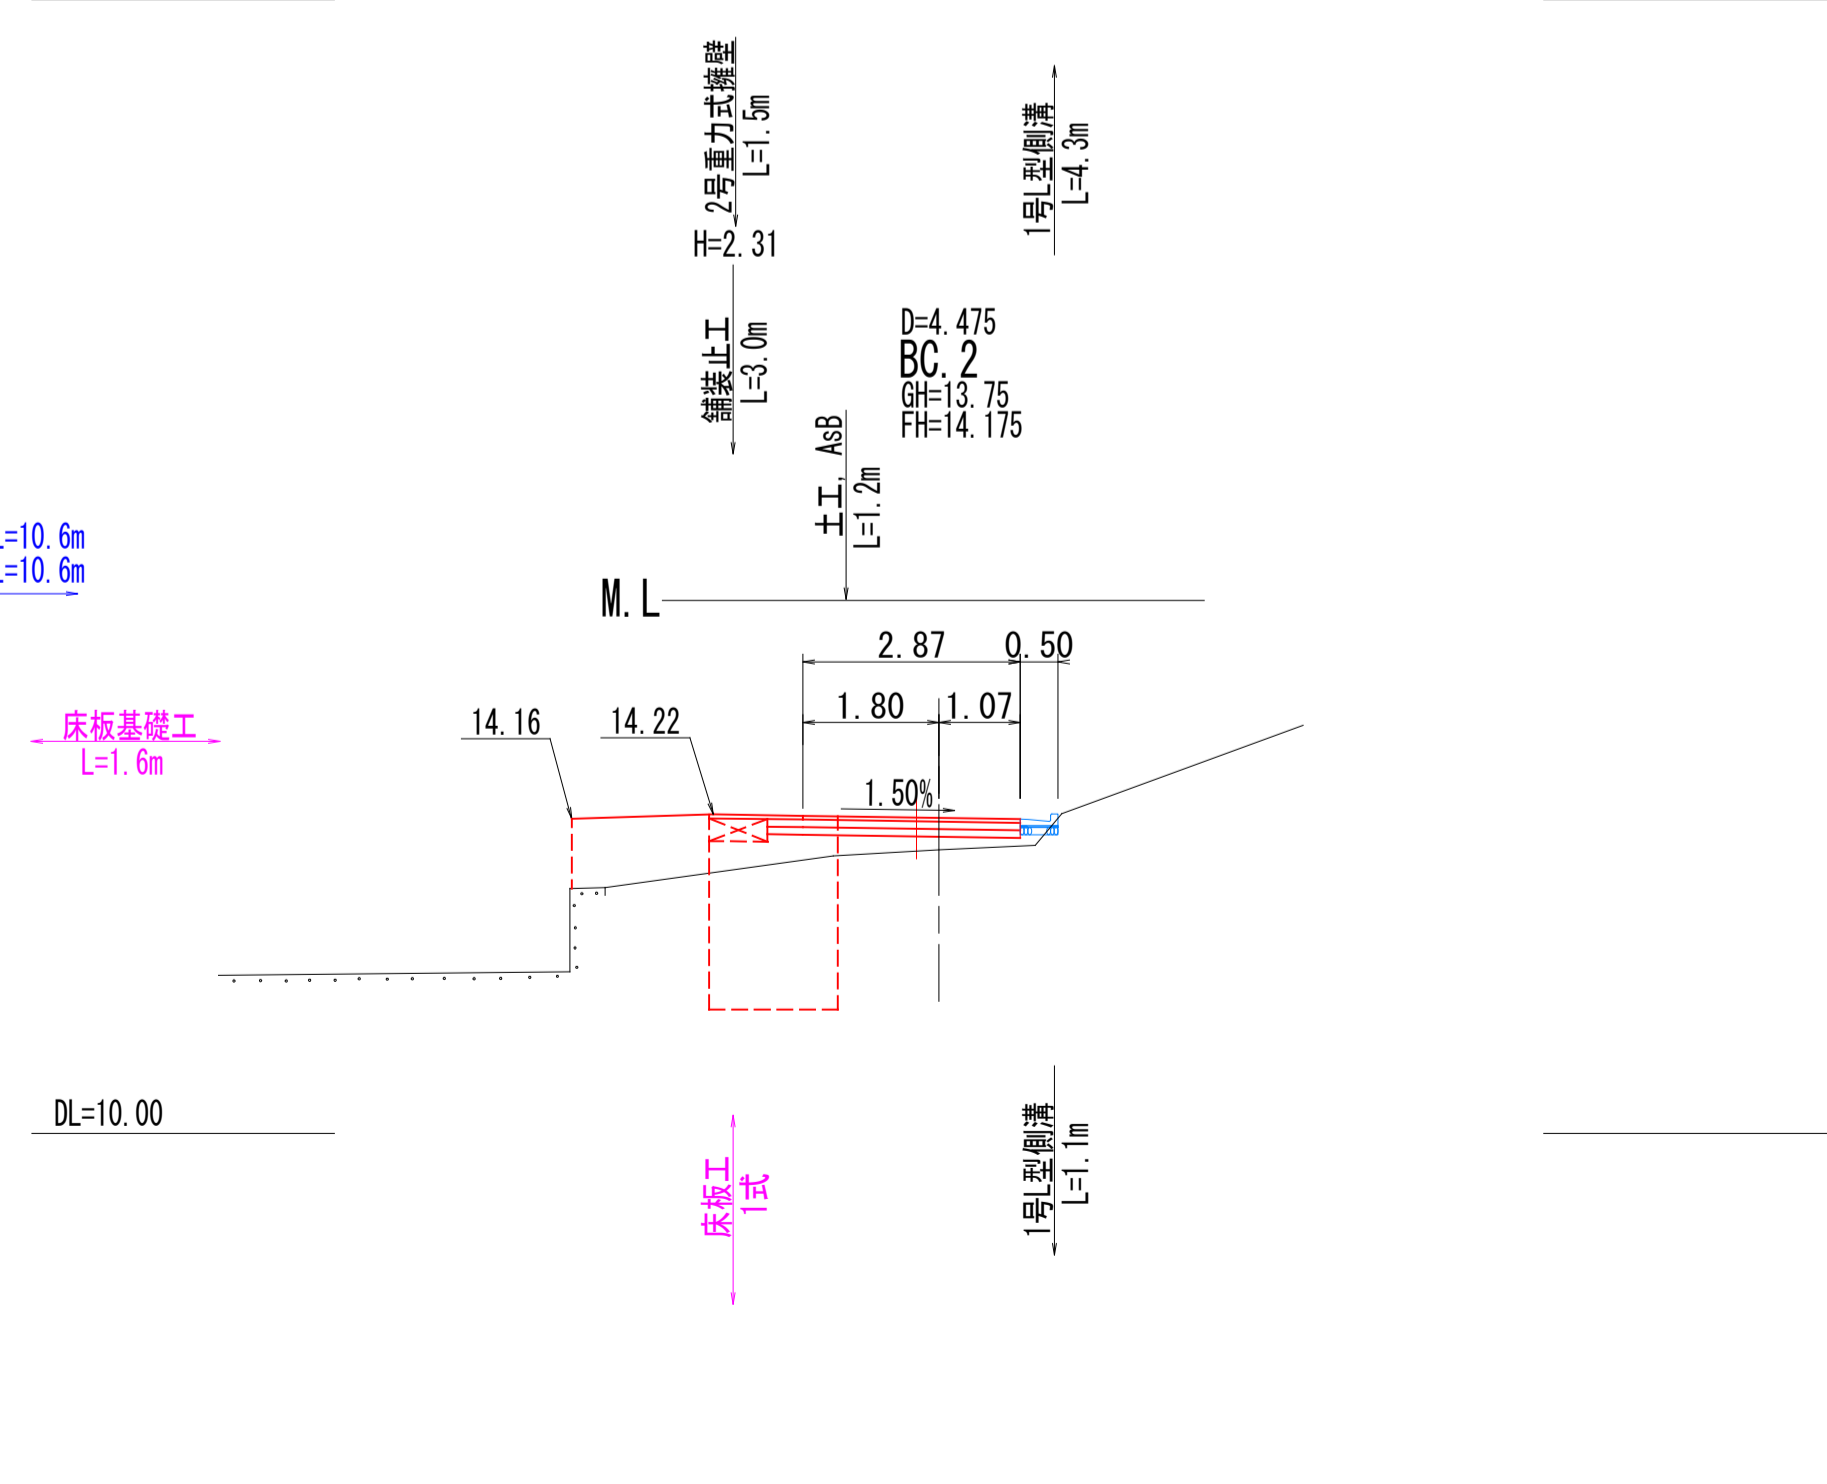 2号重力式擁壁
L=1.5m
1号L型側溝
L=4.3m
H=2.31
舗装止工
L=3.0m
D=4.475
BC.2
GH=13.75
FH=14.175
土工, AsB
L=1.2m
L=10.6m
L=10.6m
M.L
2.87
0.50
1.80
1.07
床板基礎工
L=1.6m
14.16
14.22
1.50%
DL=10.00
床板工
1式
1号L型側溝
L=1.1m